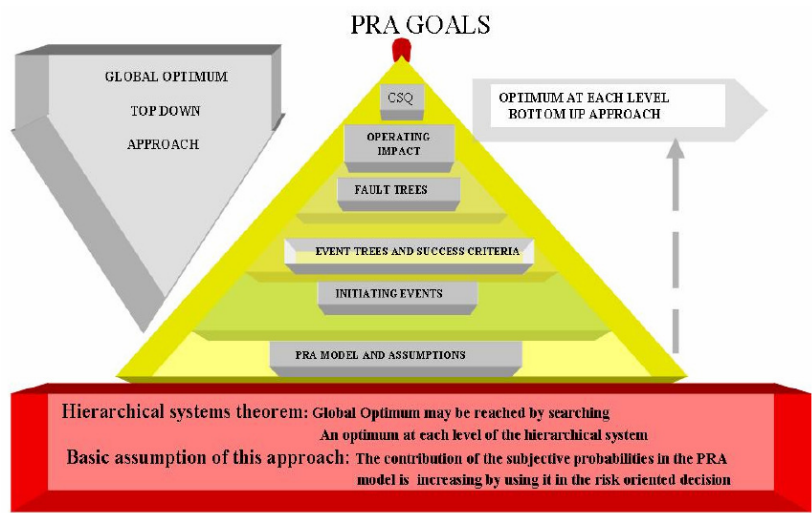 PRA GOALS
GLOBAL OPTIMUM
TOP DOWN
APPROACH
CSQ
OPERATING
IMPACT
FAULT TREES
EVENT TREES AND SUCCESS CRITERIA
INITIATING EVENTS
PRA MODEL AND ASSUMPTIONS
OPTIMUM AT EACH LEVEL
BOTTOM UP APPROACH
Hierarchical systems theorem: Global Optimum may be reached by searching
An optimum at each level of the hierarchical system
Basic assumption of this approach: The contribution of the subjective probabilities in the PRA
model is increasing by using it in the risk oriented decision